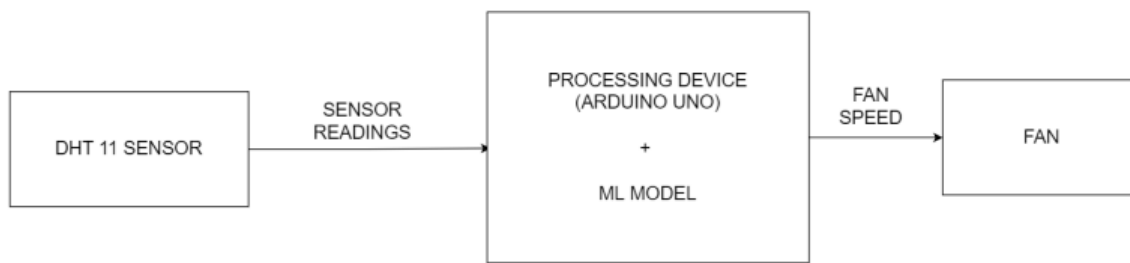 DHT 11 SENSOR
SENSOR
READINGS
PROCESSING DEVICE
(ARDUINO UNO)
+
ML MODEL
FAN
SPEED
FAN